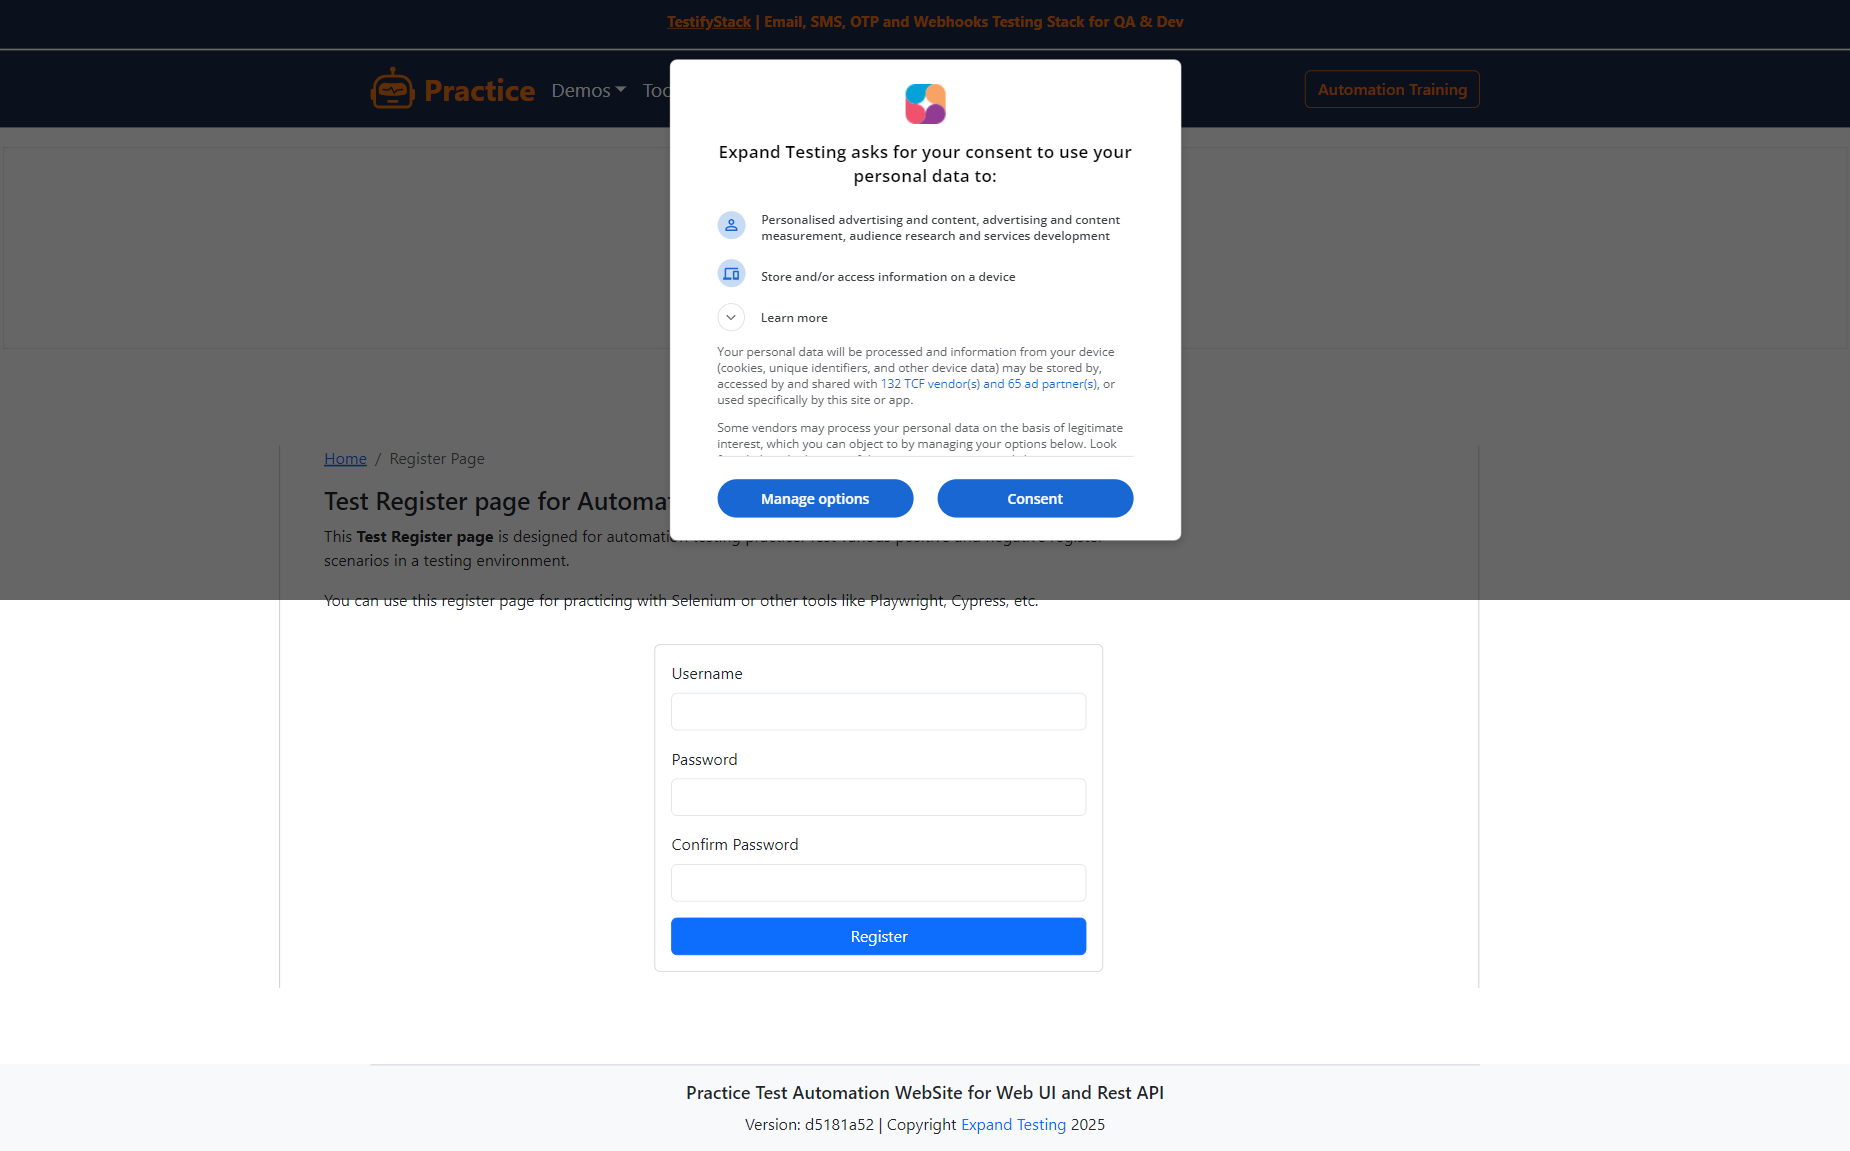 TestifyStack | Email, SMS, OTP and Webhooks Testing Stack for QA & Dev
Practice
Demos
Automation Training
Expand Testing asks for your consent to use your
personal data to:
Personalised advertising and content, advertising and content
measurement, audience research and services development
Store and/or access information on a device
Learn more
Your personal data will be processed and information from your device
(cookies, unique identifiers, and other device data) may be stored by,
accessed by and shared with 132 TCF vendor(s) and 65 ad partner(s), or
used specifically by this site or app.
Some vendors may process your personal data on the basis of legitimate
interest, which you can object to by managing your options below. Look
Manage options
Consent
Home / Register Page
Test Register page for
This Test Register page is designed for automation testing practice. Test various positive and negative register
scenarios in a testing environment.
You can use this register page for practicing with Selenium or other tools like Playwright, Cypress, etc.
Username
Password
Confirm Password
Register
Practice Test Automation WebSite for Web UI and Rest API
Version: d5181a52 | Copyright Expand Testing 2025